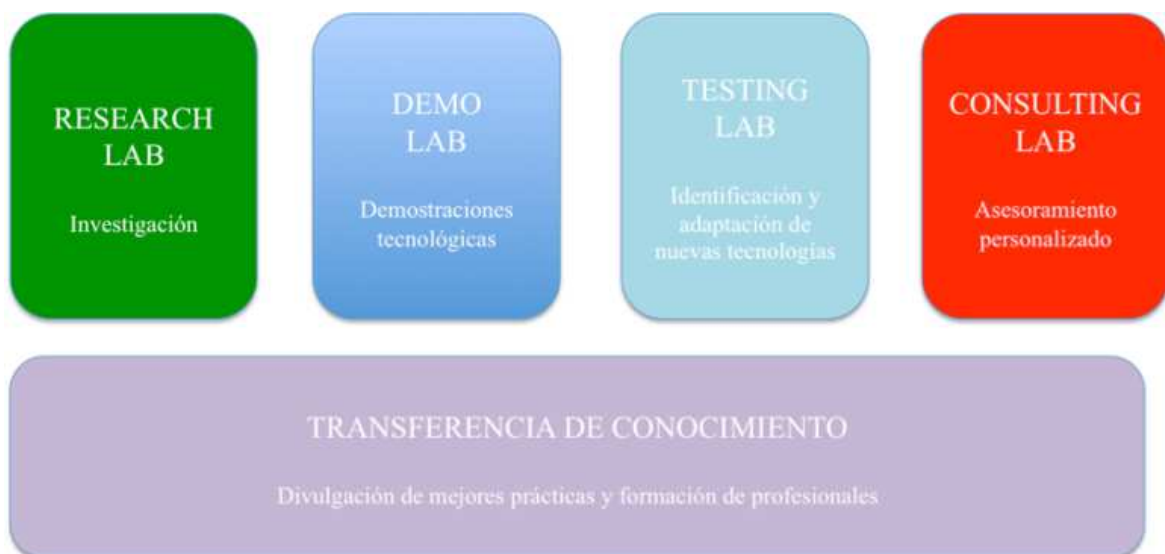 RESEARCH
LAB
Investigación
DEMO
LAB
Demostraciones
tecnológicas
TESTING
LAB
Identificación y
adaptación de
nuevas tecnologías
CONSULTING
LAB
Asesoramiento
personalizado
TRANSFERENCIA DE CONOCIMIENTO
Divulgación de mejores prácticas y formación de profesionales